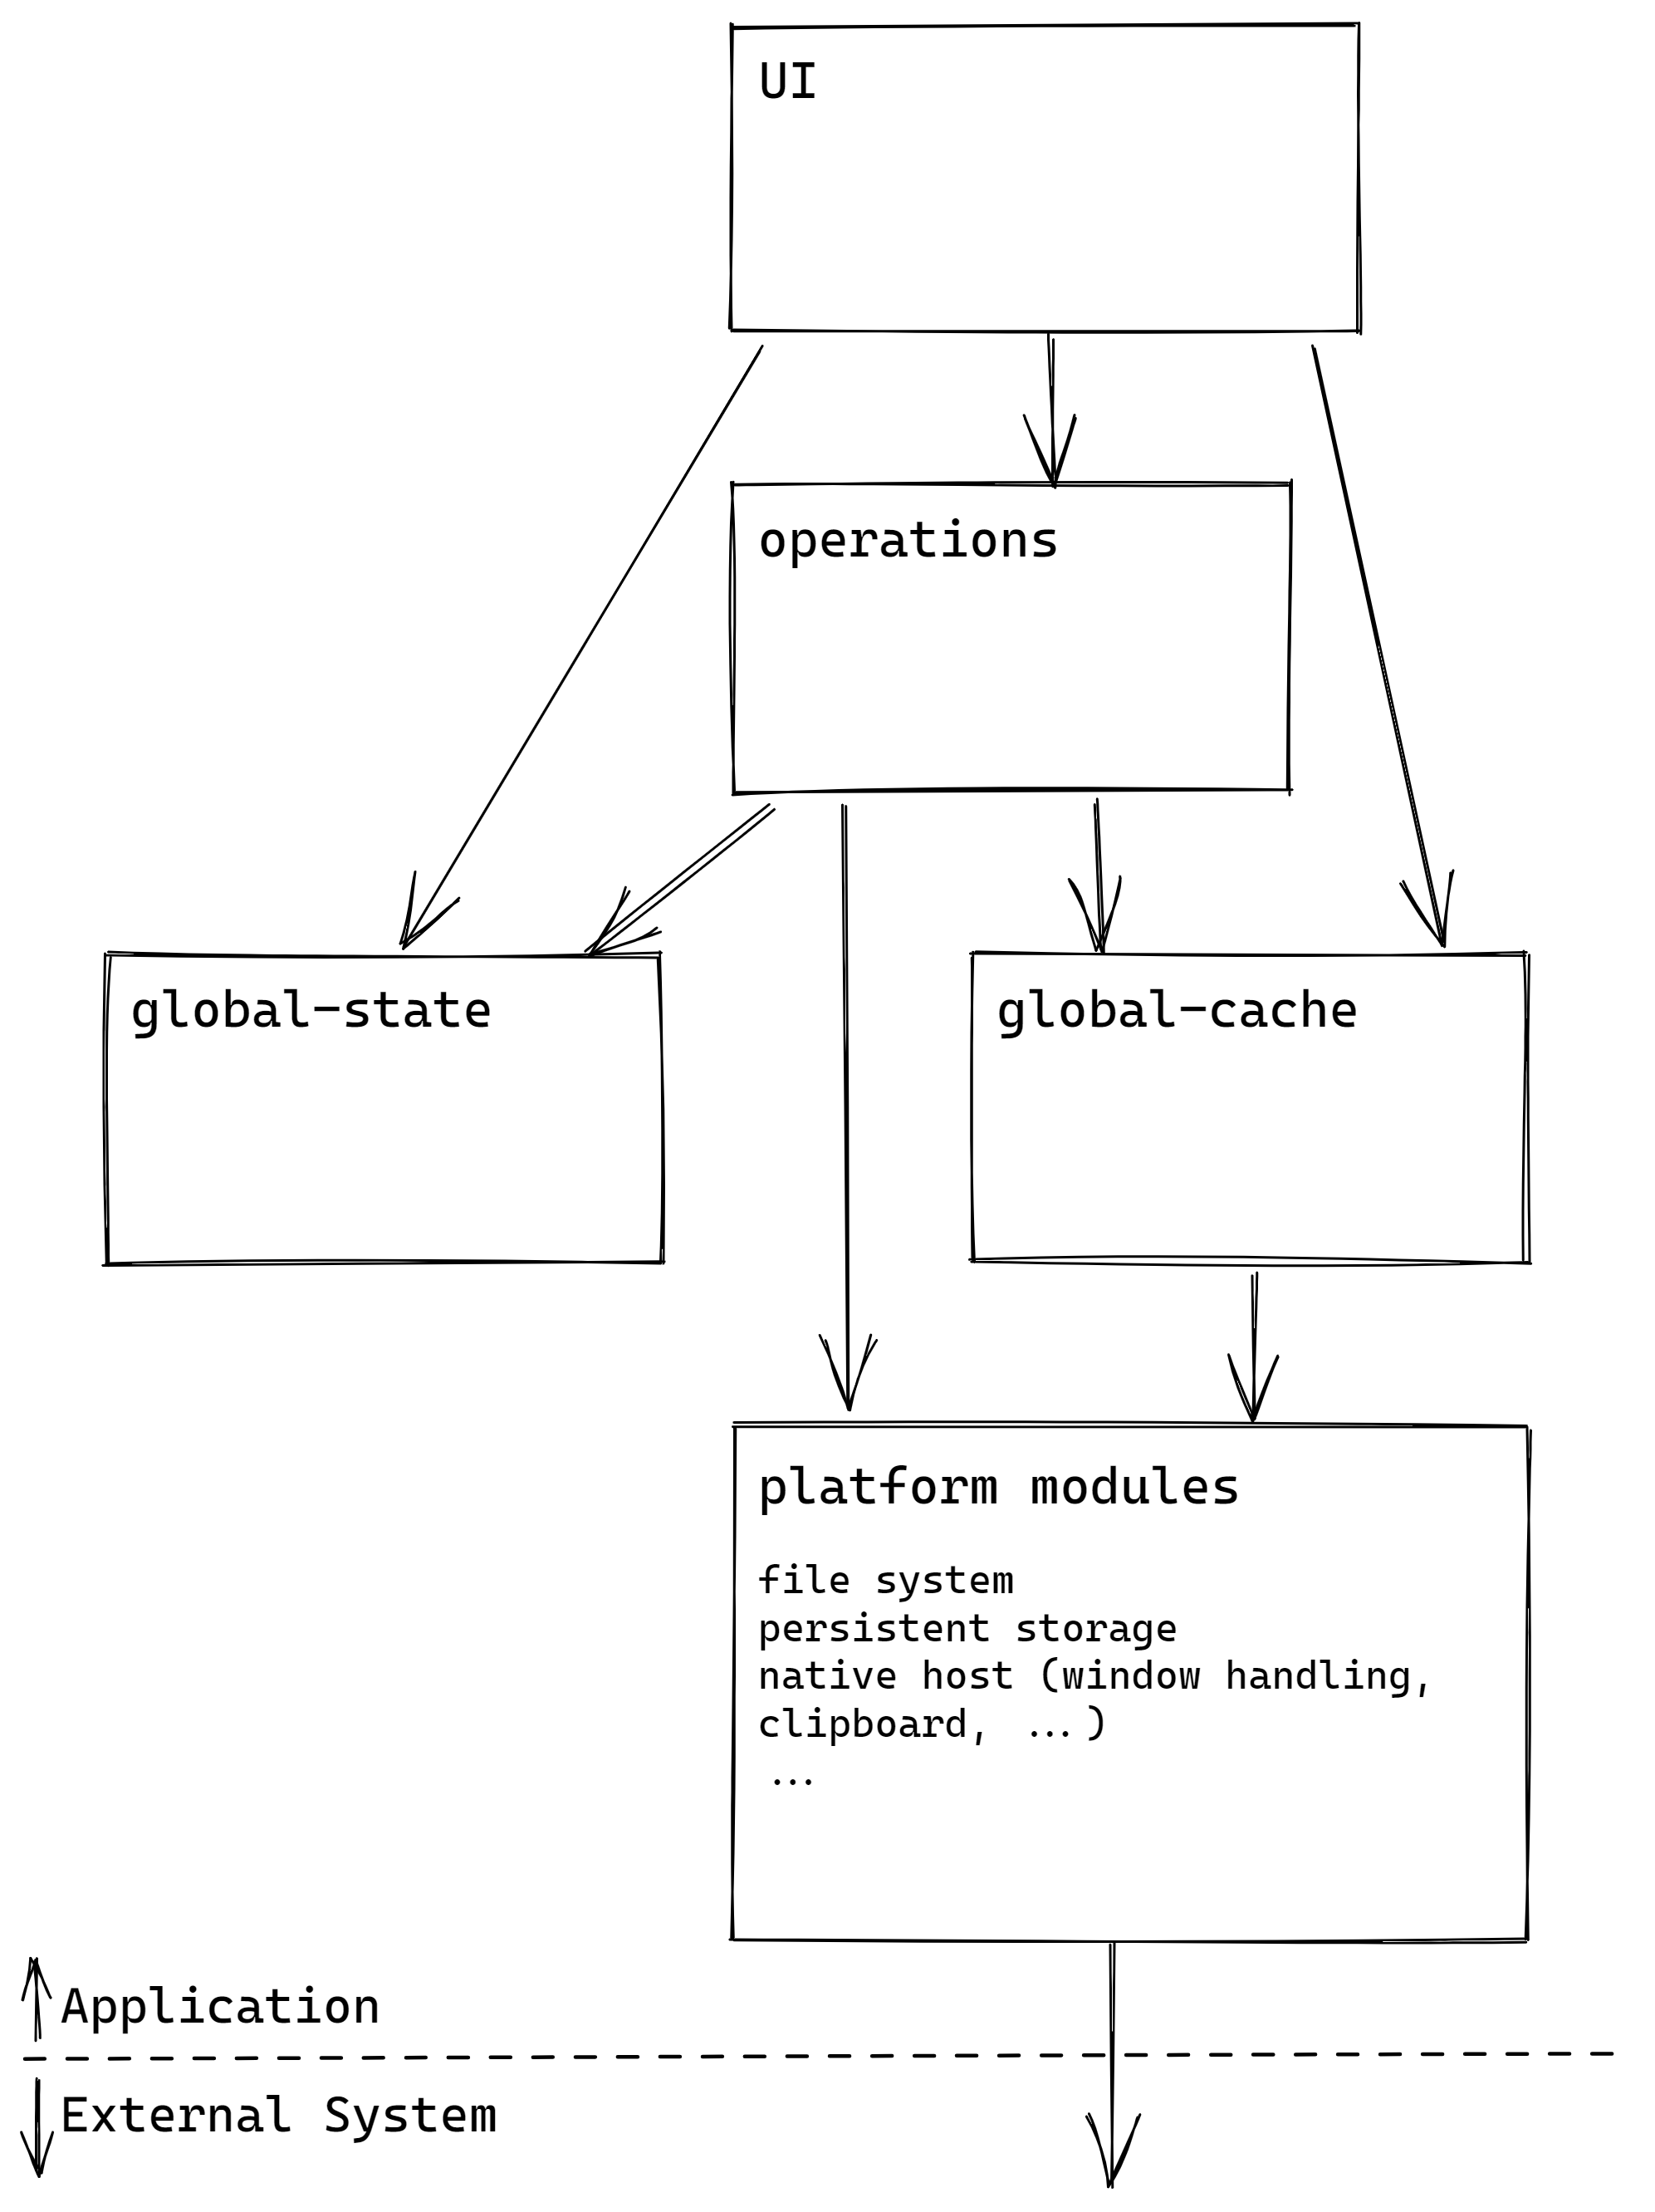 UI
operations
global-state
global-cache
platform modules
file system
persistent storage
native host (window handling,
clipboard, ...)
...
Application
External System